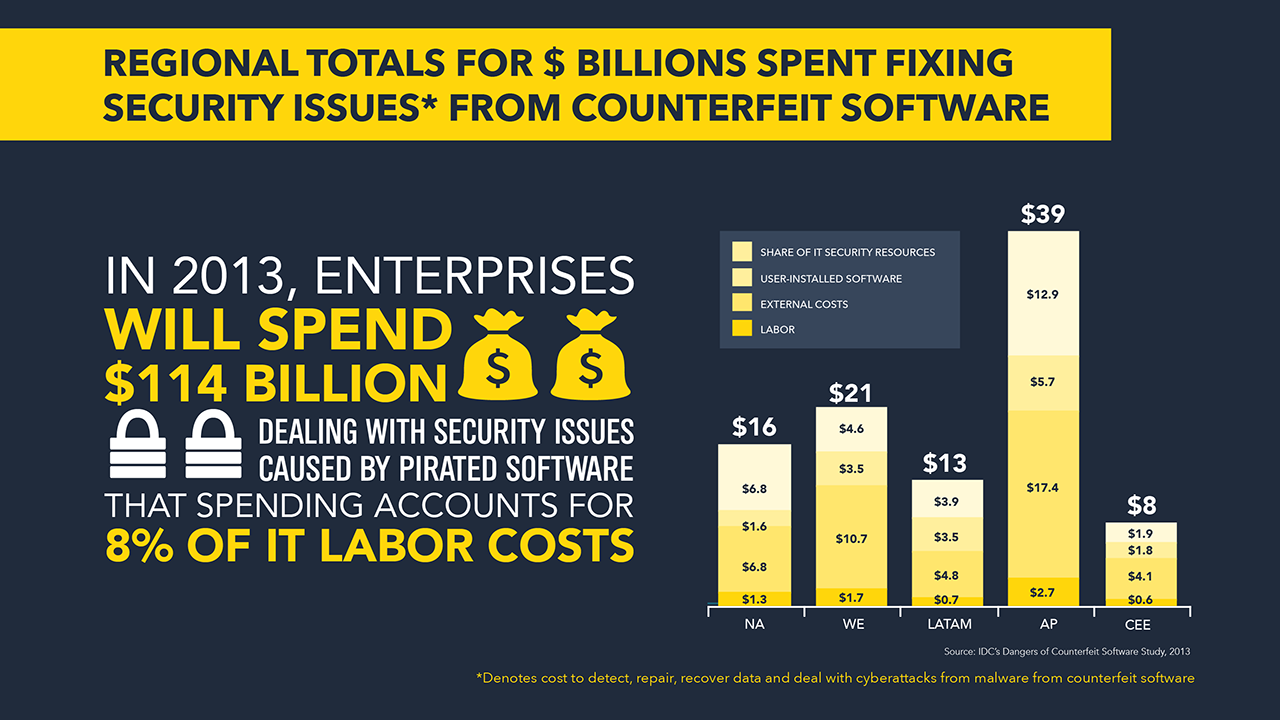 REGIONAL TOTALS FOR $ BILLIONS SPENT FIXING
SECURITY ISSUES* FROM COUNTERFEIT SOFTWARE
IN 2013, ENTERPRISES
WILL SPEND
$114 BILLION
$ $
DEALING WITH SECURITY ISSUES
CAUSED BY PIRATED SOFTWARE
THAT SPENDING ACCOUNTS FOR
8% OF IT LABOR COSTS
SHARE OF IT SECURITY RESOURCES
USER-INSTALLED SOFTWARE
EXTERNAL COSTS
LABOR
$16
$6.8
$1.6
$6.8
$1.3
NA
$21
$4.6
$3.5
$10.7
$1.7
WE
$13
$3.9
$3.5
$4.8
$0.7
LATAM
$39
$12.9
$5.7
$17.4
$2.7
AP
$8
$1.9
$1.8
$4.1
$0.6
CEE
Source: IDC's Dangers of Counterfeit Software Study, 2013
*Denotes cost to detect, repair, recover data and deal with cyberattacks from malware from counterfeit software